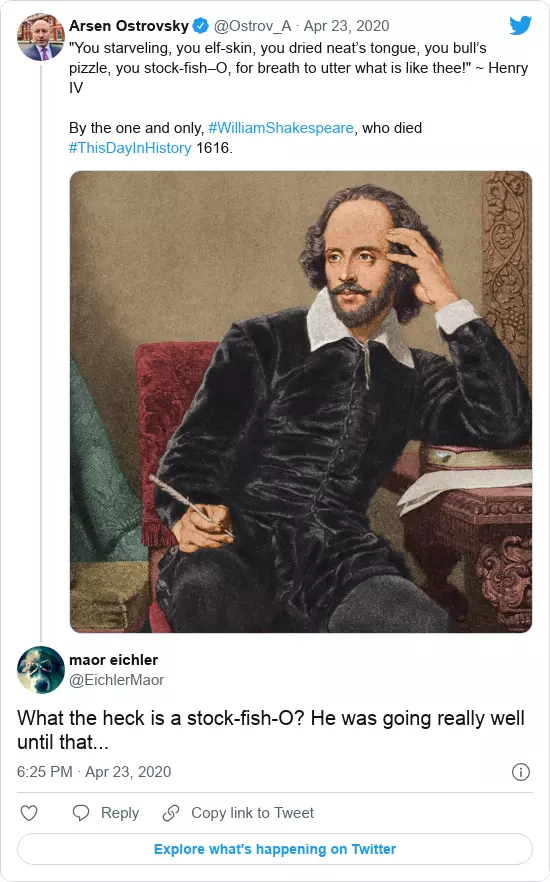 Arsen Ostrovsky @Ostrov_A · Apr 23, 2020
"You starveling, you elf-skin, you dried neat’s tongue, you bull’s
pizzle, you stock-fish–O, for breath to utter what is like thee!" ~ Henry
IV
By the one and only, #WilliamShakespeare, who died
#ThisDayInHistory 1616.
maor eichler
@EichlerMaor
What the heck is a stock-fish-O? He was going really well
until that...
6:25 PM · Apr 23, 2020
Reply
Copy link to Tweet
Explore what's happening on Twitter